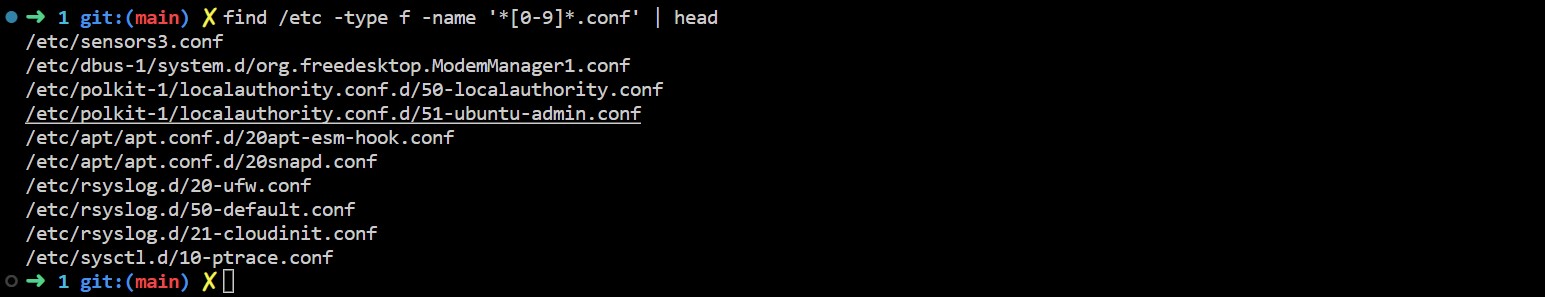 ➜ 1 git:(main) ✗ find /etc -type f -name '*[0-9]*.conf' | head
/etc/sensors3.conf
/etc/dbus-1/system.d/org.freedesktop.ModemManager1.conf
/etc/polkit-1/localauthority.conf.d/50-localauthority.conf
/etc/polkit-1/localauthority.conf.d/51-ubuntu-admin.conf
/etc/apt/apt.conf.d/20apt-esm-hook.conf
/etc/apt/apt.conf.d/20snapd.conf
/etc/rsyslog.d/20-ufw.conf
/etc/rsyslog.d/50-default.conf
/etc/rsyslog.d/21-cloudinit.conf
/etc/sysctl.d/10-ptrace.conf
➜ 1 git:(main) ✗